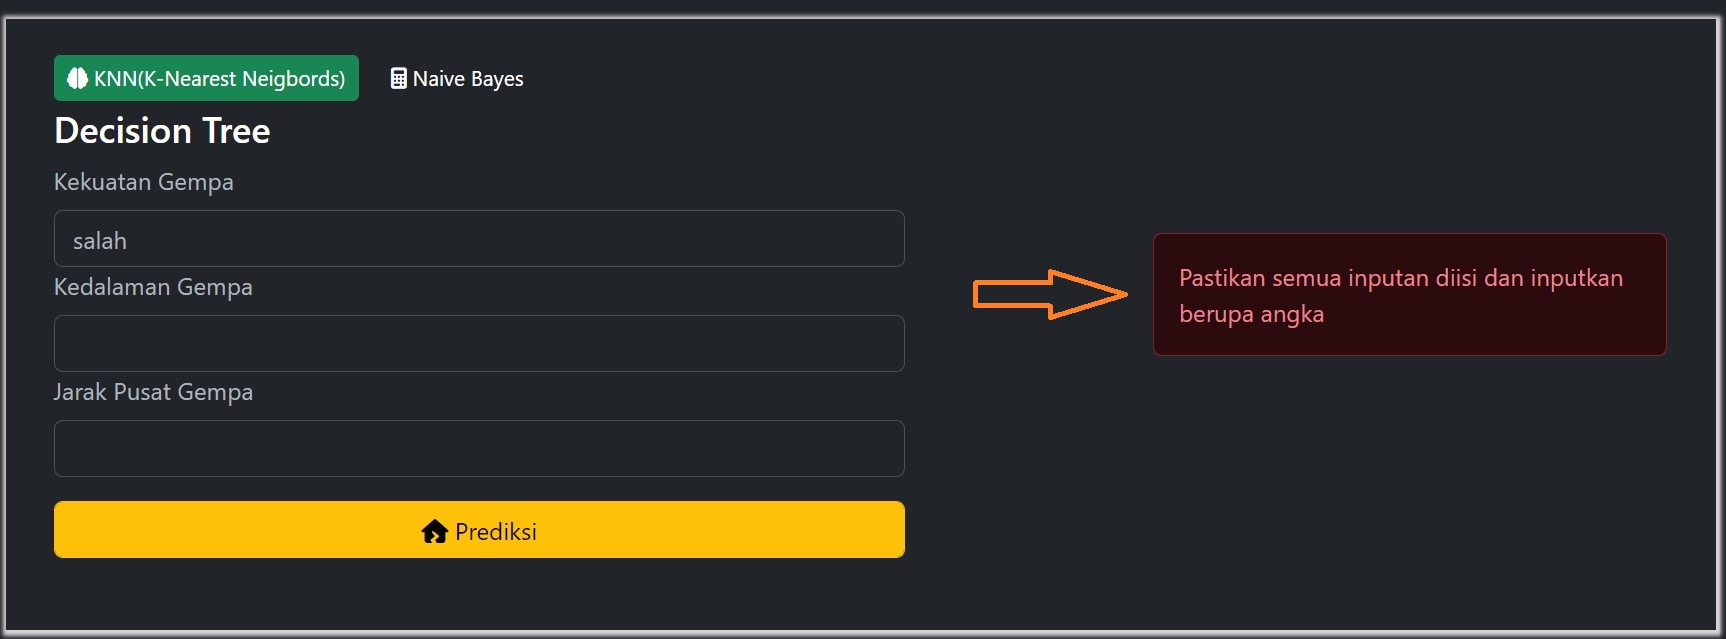 KNN(K-Nearest Neigbords) Naive Bayes
Decision Tree
Kekuatan Gempa
salah
Kedalaman Gempa
Jarak Pusat Gempa
Prediksi
Pastikan semua inputan diisi dan inputkan
berupa angka